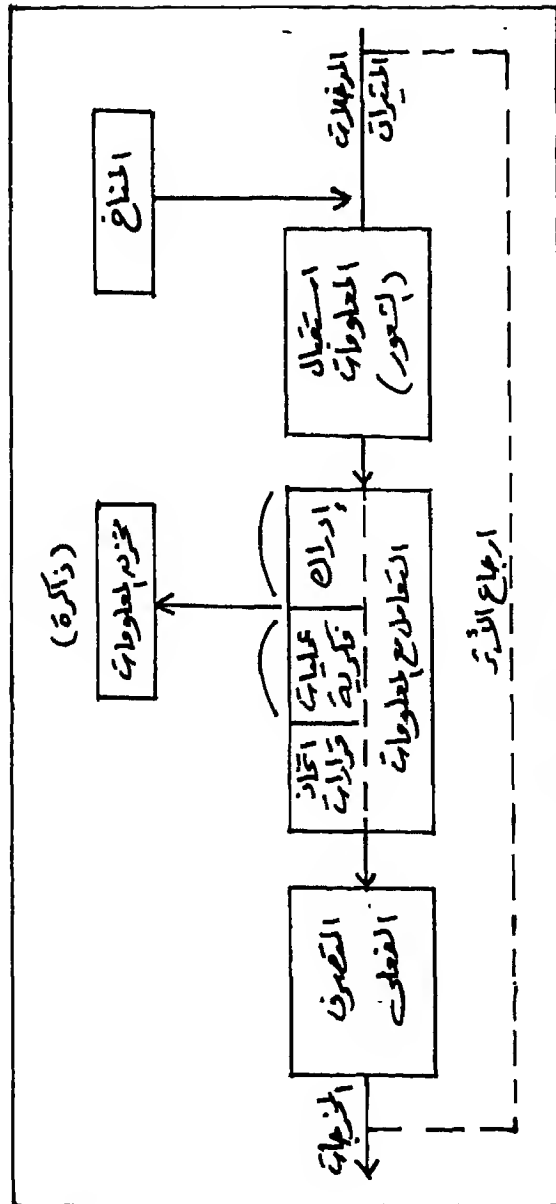 المناخ
المدخلات
المثيرات
استقبال
المعلومات
(الشعور)
إدراك
عمليات
فكرية
اتخاذ
قرارات
التعامل مع المعلومات
تخزين المعلومات
(ذاكرة)
التصرف
الفعلى
المخرجات
ارجاع الأثر